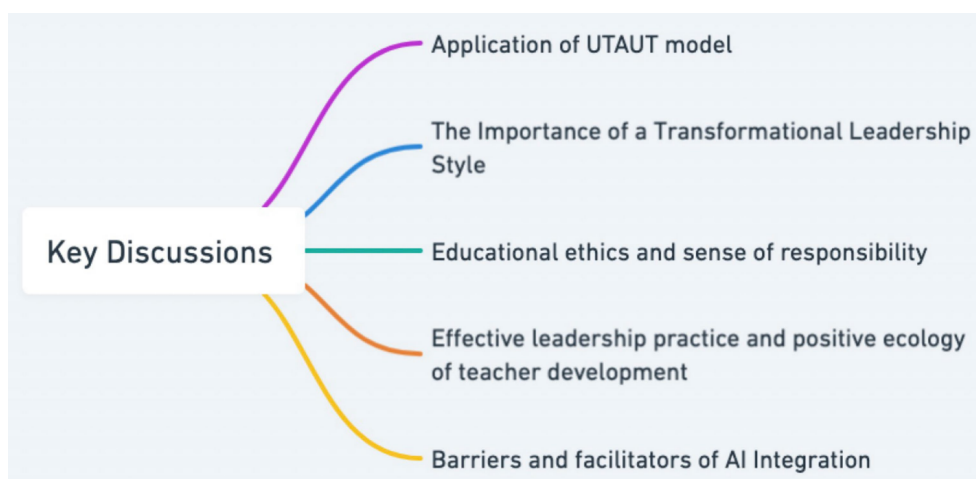 Application of UTAUT model
The Importance of a Transformational Leadership
Style
Key Discussions
Educational ethics and sense of responsibility
Effective leadership practice and positive ecology
of teacher development
Barriers and facilitators of AI Integration